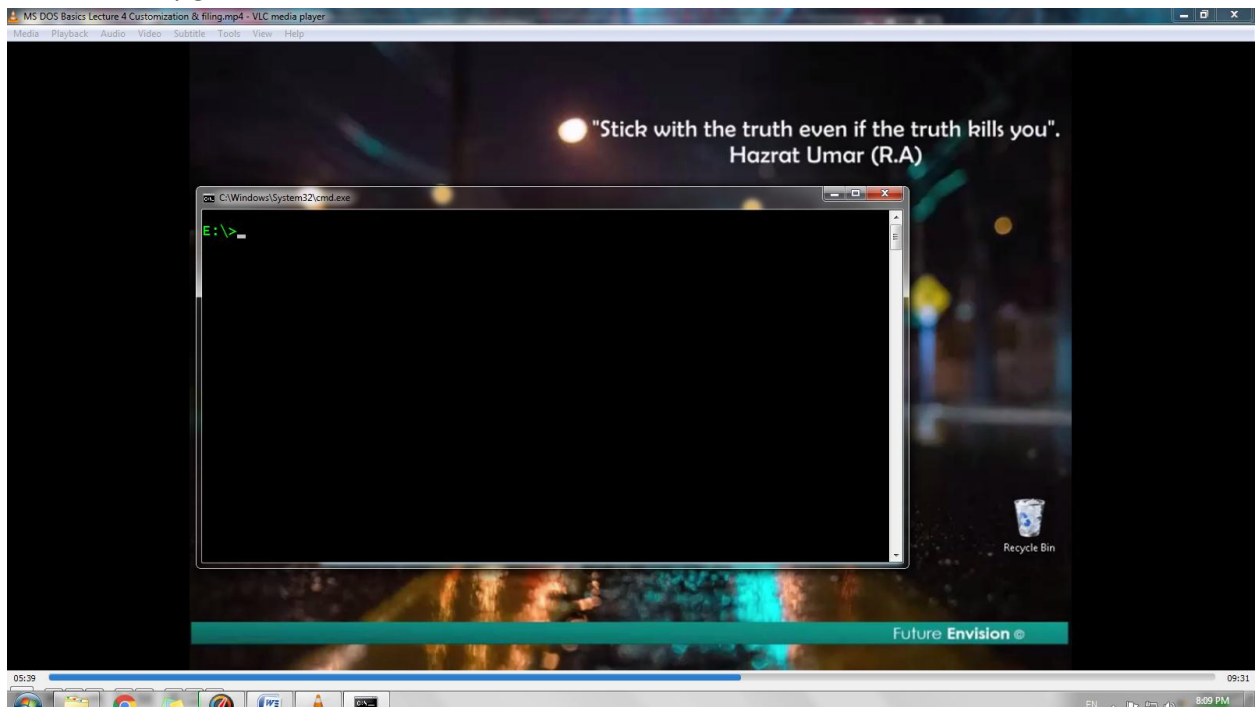 MS DOS Basics Lecture 4 Customization & filing.mp4 - VLC media player
Media Playback Audio Video Subtitle Tools View Help
"Stick with the truth even if the truth kills you".
Hazrat Umar (R.A)
C:\Windows\System32\cmd.exe
E:\>_
Recycle Bin
Future Envision ©
05:39 09:31
EN 8:09 PM